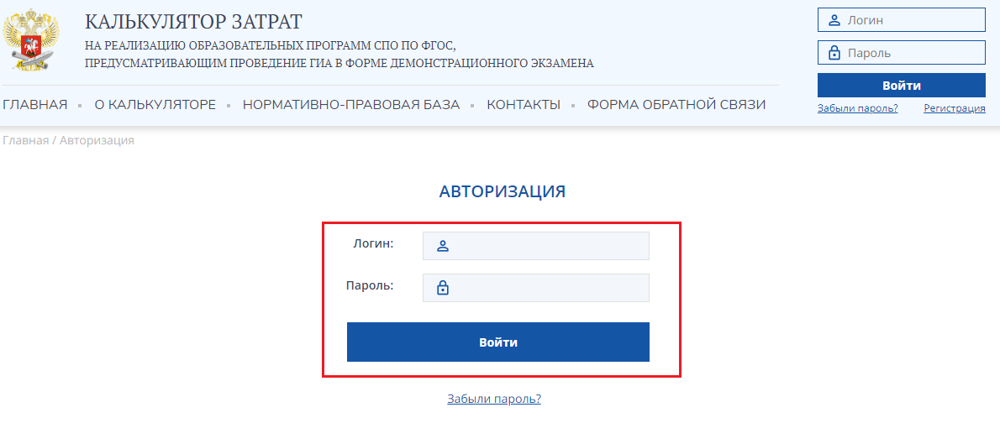 КАЛЬКУЛЯТОР ЗАТРАТ
НА РЕАЛИЗАЦИЮ ОБРАЗОВАТЕЛЬНЫХ ПРОГРАММ СПО ПО ФГОС,
ПРЕДУСМАТРИВАЮЩИМ ПРОВЕДЕНИЕ ГИА В ФОРМЕ ДЕМОНСТРАЦИОННОГО ЭКЗАМЕНА
Логин
Пароль
Войти
Забыли пароль? Регистрация
ГЛАВНАЯ О КАЛЬКУЛЯТОРЕ НОРМАТИВНО-ПРАВОВАЯ БАЗА КОНТАКТЫ ФОРМА ОБРАТНОЙ СВЯЗИ
Главная / Авторизация
АВТОРИЗАЦИЯ
Логин:
Пароль:
Войти
Забыли пароль?